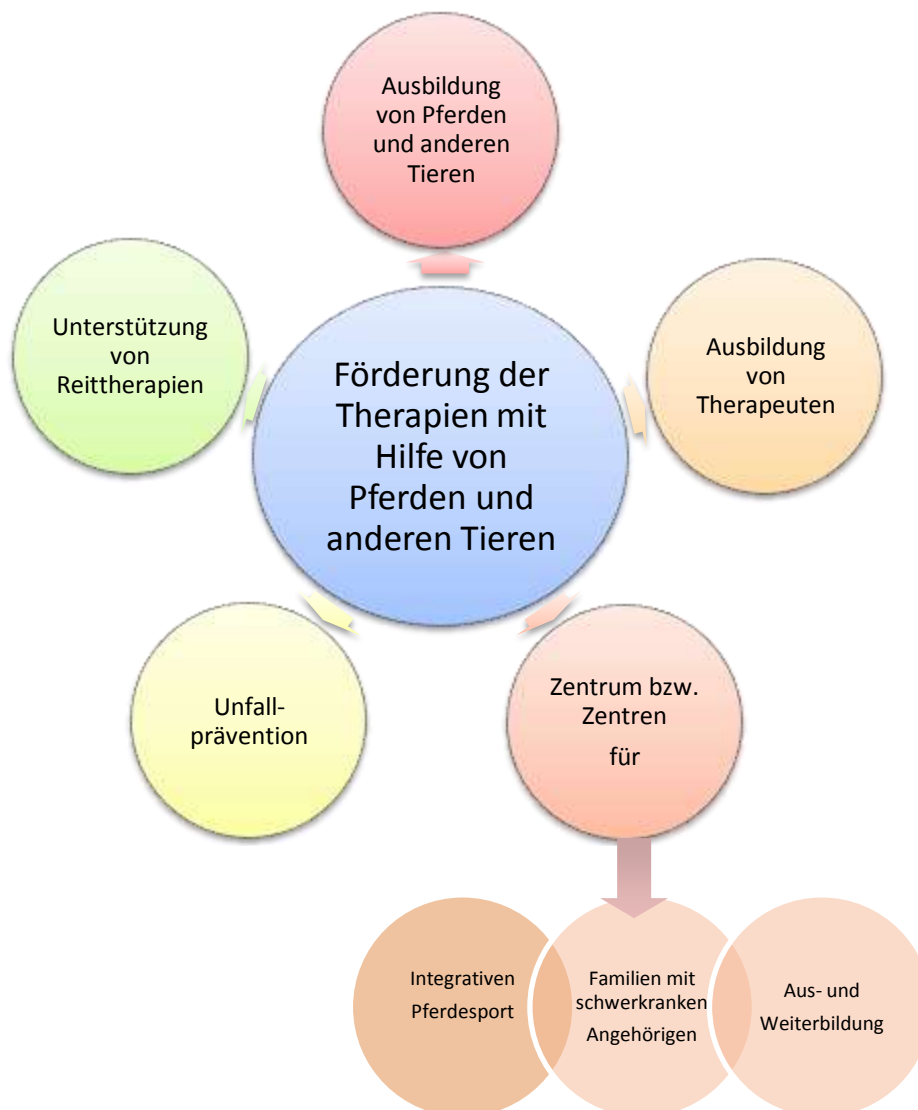 Ausbildung
von Pferden
und anderen
Tieren
Unterstützung
von
Reittherapien
Ausbildung
von
Therapeuten
Förderung der
Therapien mit
Hilfe von
Pferden und
anderen Tieren
Unfall-
prävention
Zentrum bzw.
Zentren
für
Integrativen
Pferdesport
Familien mit
schwerkranken
Angehörigen
Aus- und
Weiterbildung